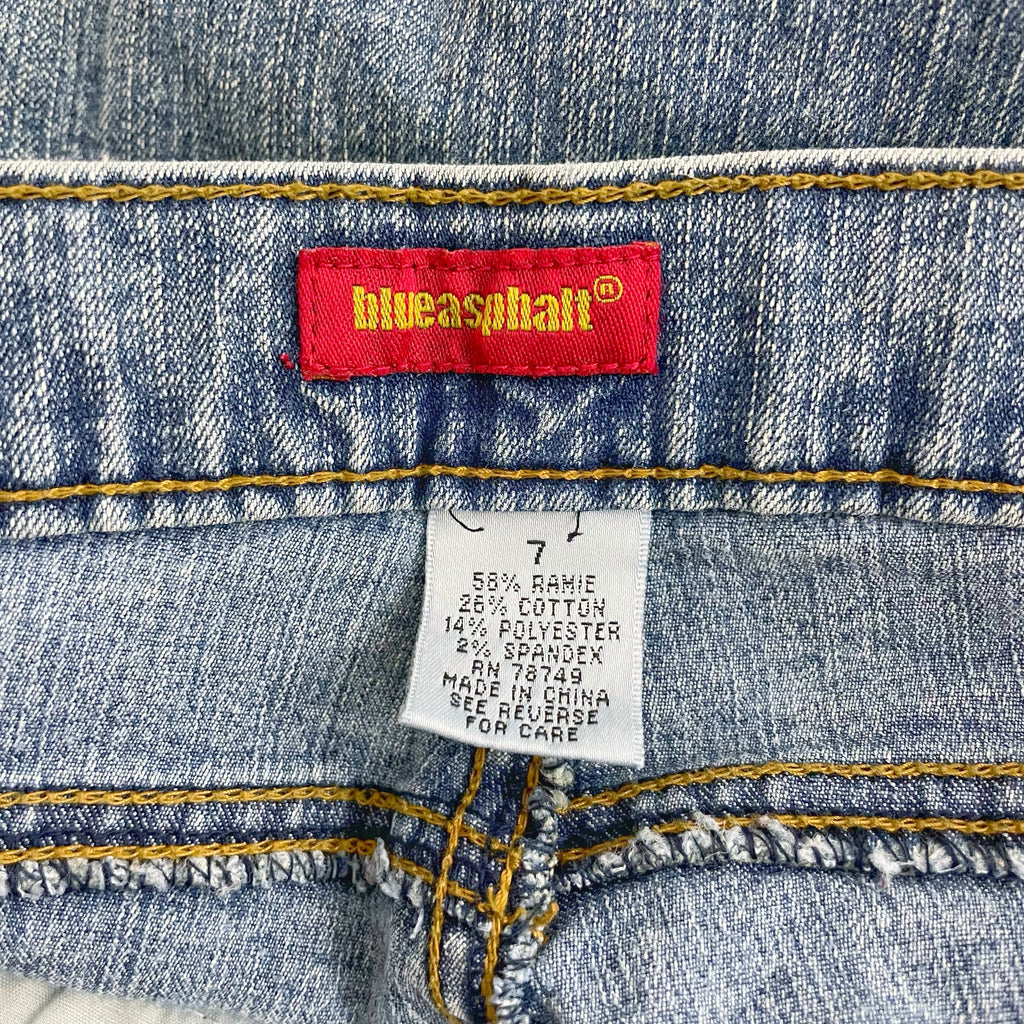 blueasphalt®
7
58% RAMIE
26% COTTON
14% POLYESTER
2% SPANDEX
RN 78749
MADE IN CHINA
SEE REVERSE
FOR CARE